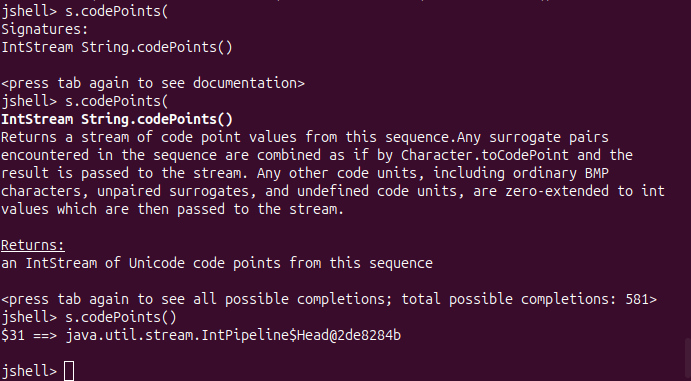 jshell> s.codePoints(
Signatures:
IntStream String.codePoints()
<press tab again to see documentation>
jshell> s.codePoints(
IntStream String.codePoints()
Returns a stream of code point values from this sequence.Any surrogate pairs
encountered in the sequence are combined as if by Character.toCodePoint and the
result is passed to the stream. Any other code units, including ordinary BMP
characters, unpaired surrogates, and undefined code units, are zero-extended to int
values which are then passed to the stream.
Returns:
an IntStream of Unicode code points from this sequence
<press tab again to see all possible completions; total possible completions: 581>
jshell> s.codePoints()
$31 ==> java.util.stream.IntPipeline$Head@2de8284b
jshell>